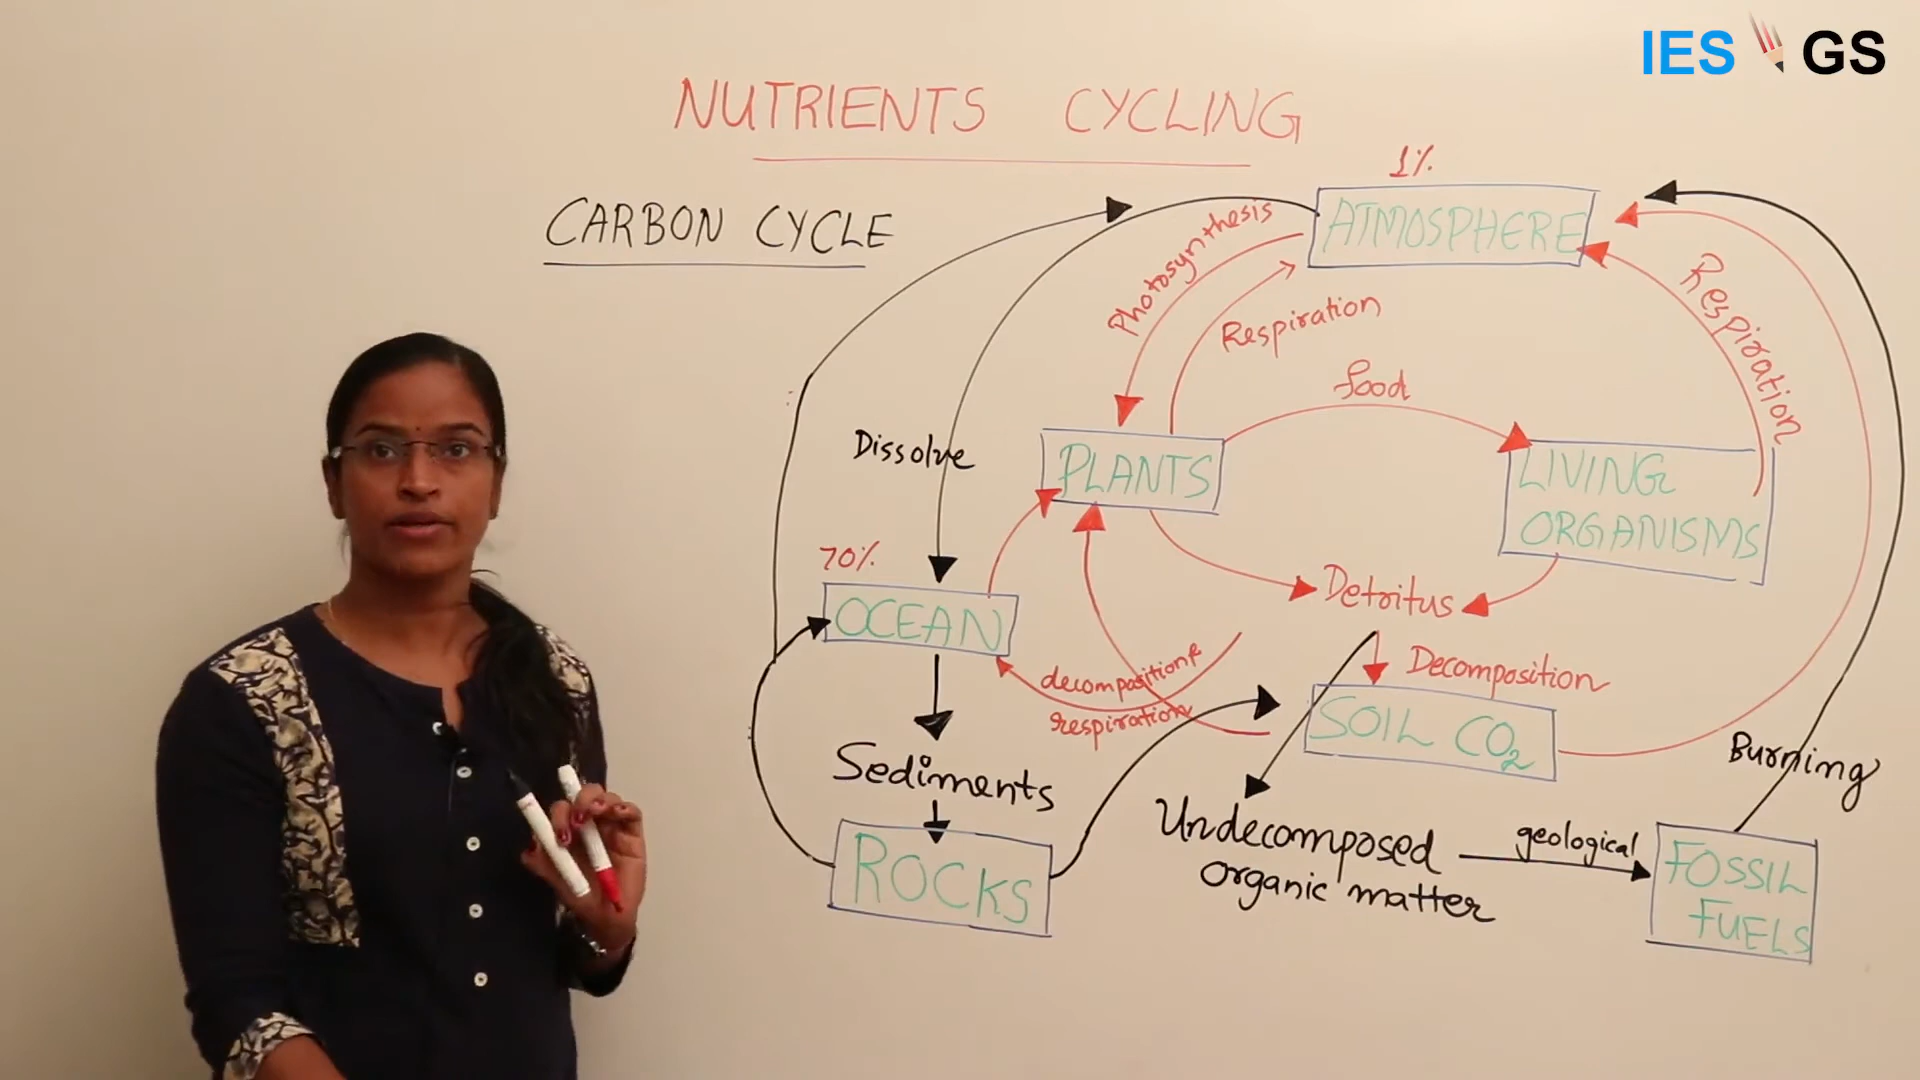 IES GS
NUTRIENTS CYCLING
1%
CARBON CYCLE
ATMOSPHERE
Photosynthesis
Respiration
Respiration
food
Dissolve
PLANTS
LIVING
ORGANISMS
70%
OCEAN
Detritus
decomposition &
respiration
Decomposition
SOIL CO2
Sediments
Burning
Undecomposed
organic matter
geological
ROCKS
FOSSIL
FUELS